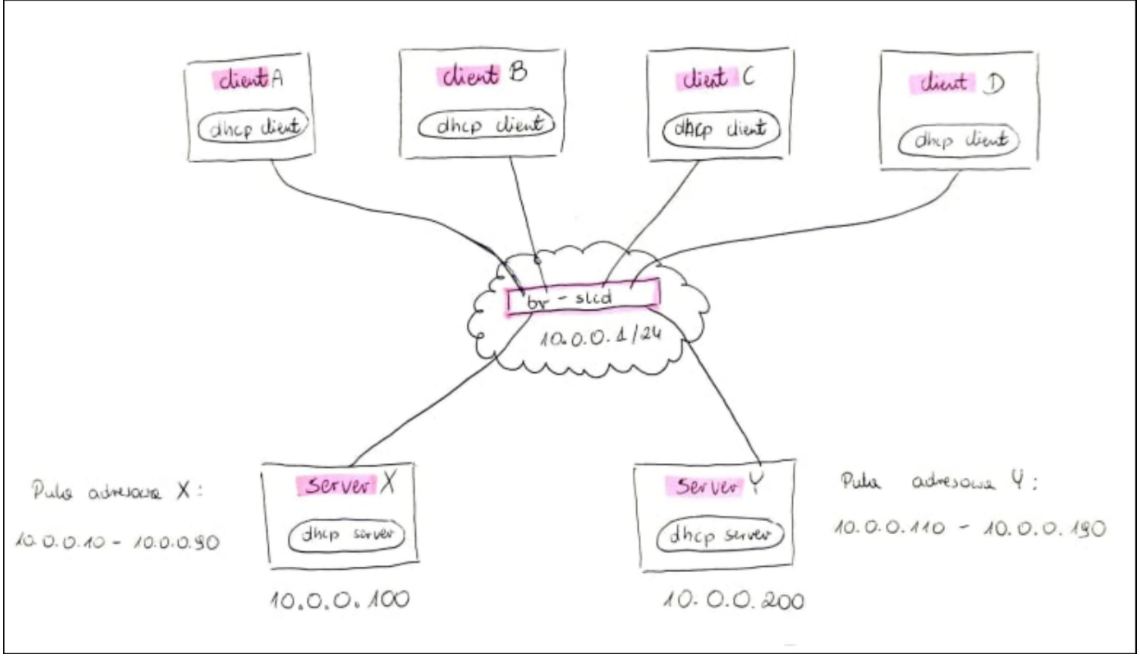 client A
dhcp client
client B
dhcp client
client C
dhcp client
client D
dhcp client
br - slcd
10.0.0.1/24
Pula adresowa X:
10.0.0.10 - 10.0.0.90
server X
dhcp server
10.0.0.100
server Y
dhcp server
10.0.0.200
Pula adresowa Y:
10.0.0.110 - 10.0.0.190